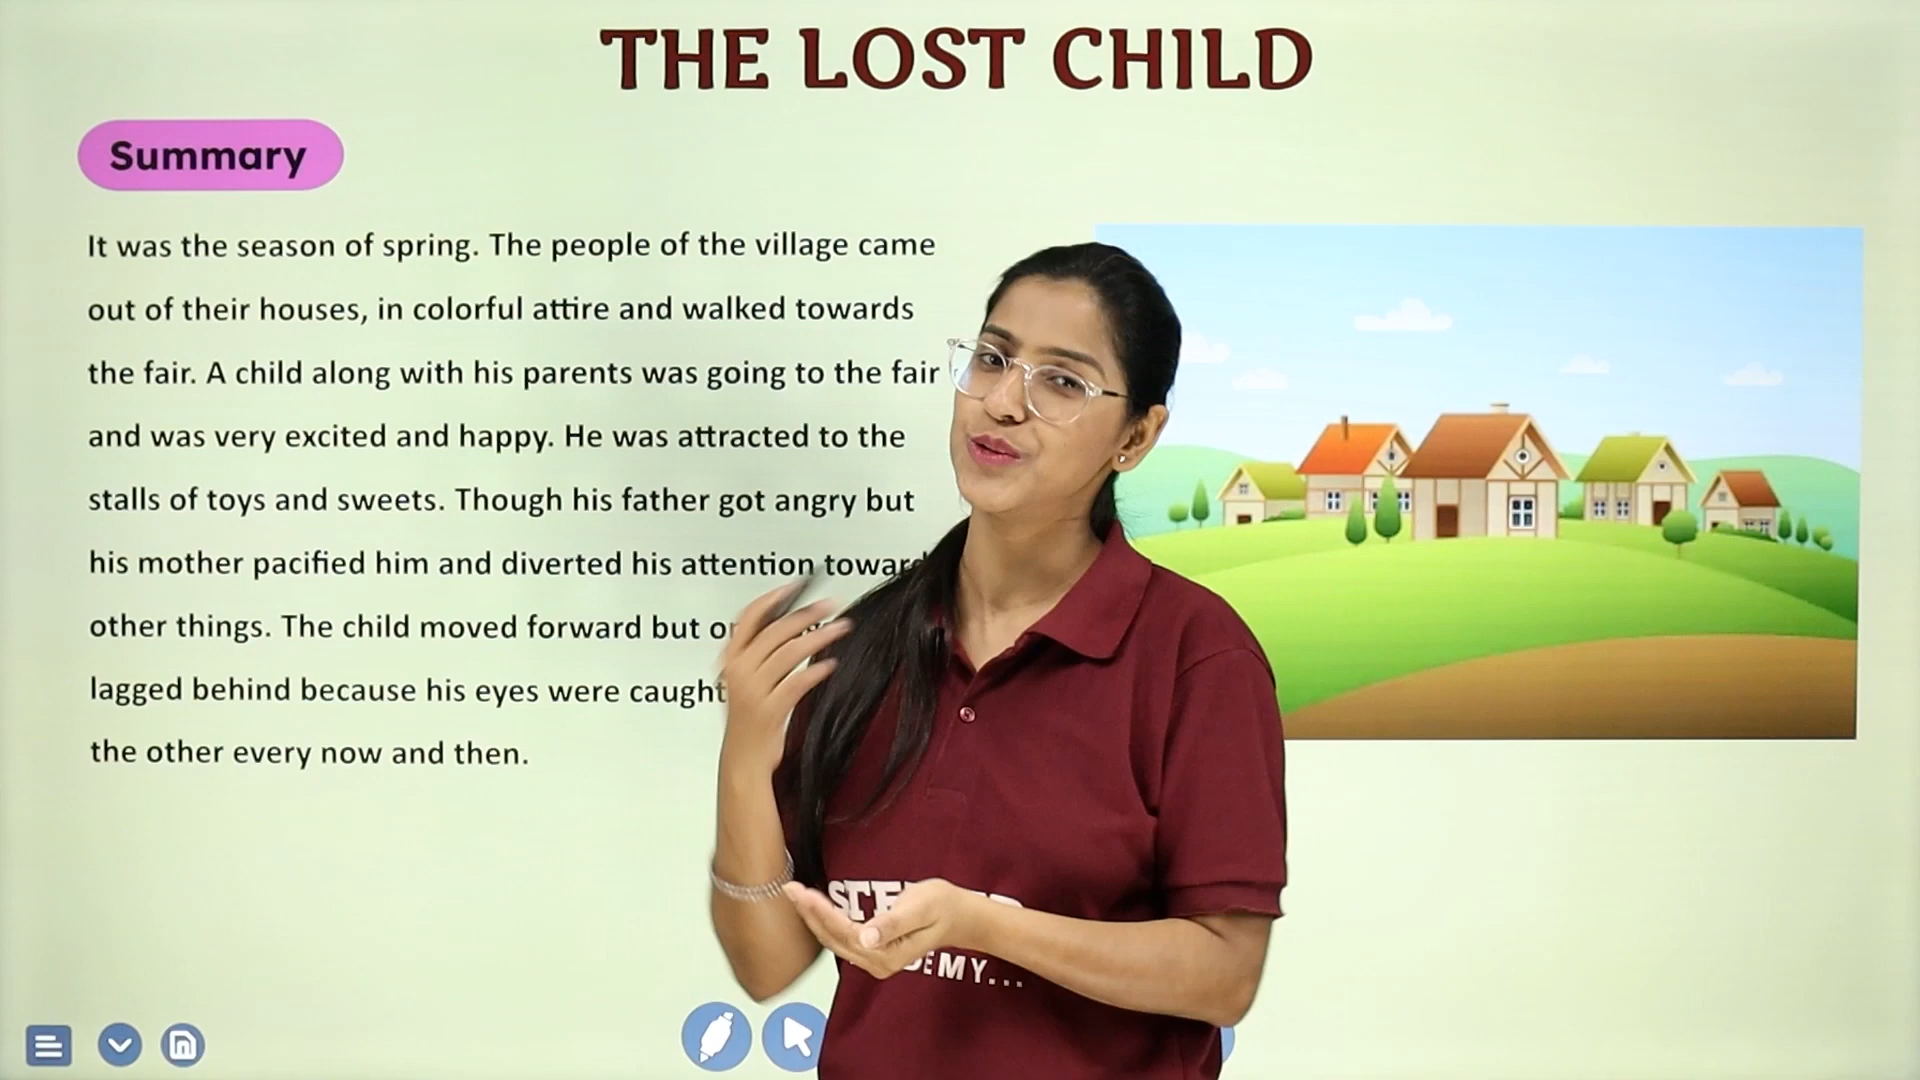 THE LOST CHILD
Summary
It was the season of spring. The people of the village came
out of their houses, in colorful attire and walked towards
the fair. A child along with his parents was going to the fair
and was very excited and happy. He was attracted to the
stalls of toys and sweets. Though his father got angry but
his mother pacified him and diverted his attention
other things. The child moved forward but
lagged behind because his eyes were caught
the other every now and then.